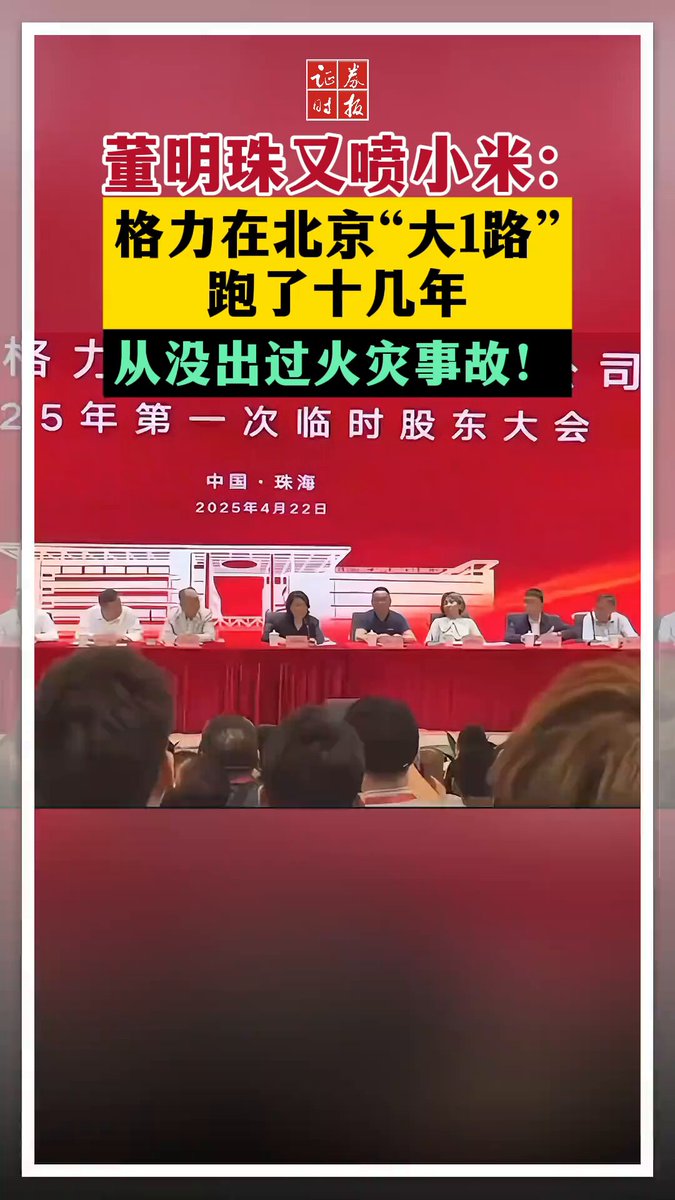 证券
时报
董明珠又喷小米：
格力在北京“大1路”
跑了十几年
从没出过火灾事故！
格力
公司
25年第一次临时股东大会
中国·珠海
2025年4月22日